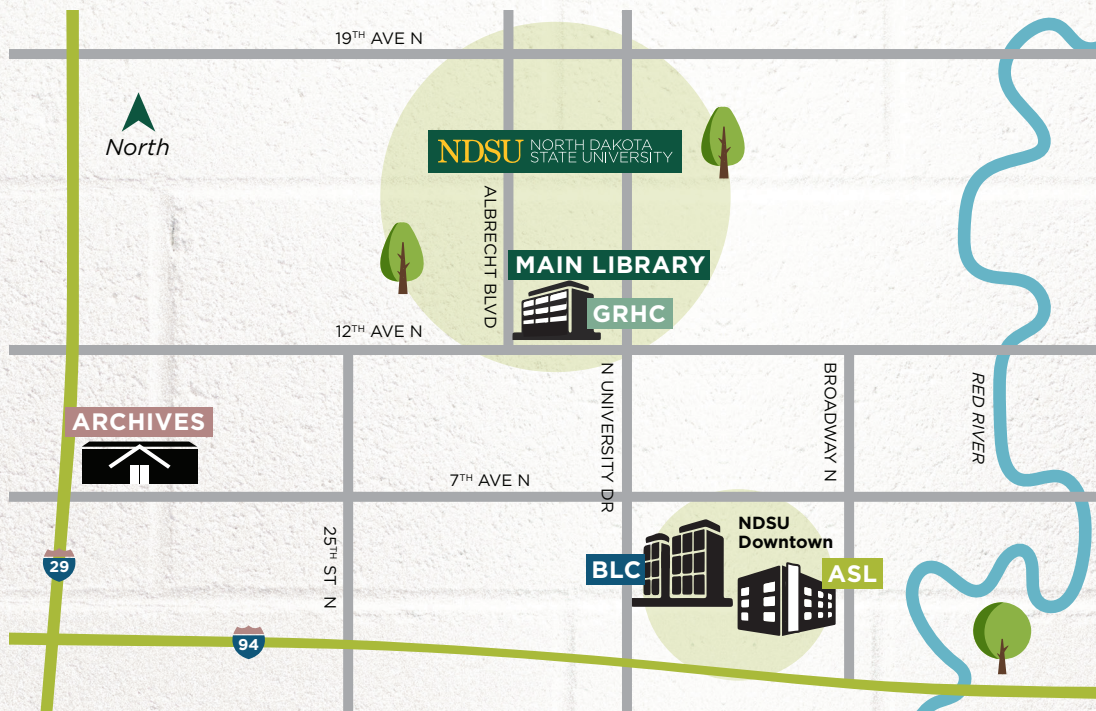 19TH AVE N
North
NDSU NORTH DAKOTA
STATE UNIVERSITY
ALBRECHT BLVD
MAIN LIBRARY
GRHC
12TH AVE N
N UNIVERSITY DR
BROADWAY N
RED RIVER
ARCHIVES
7TH AVE N
25TH ST N
NDSU
Downtown
BLC
ASL
29
94